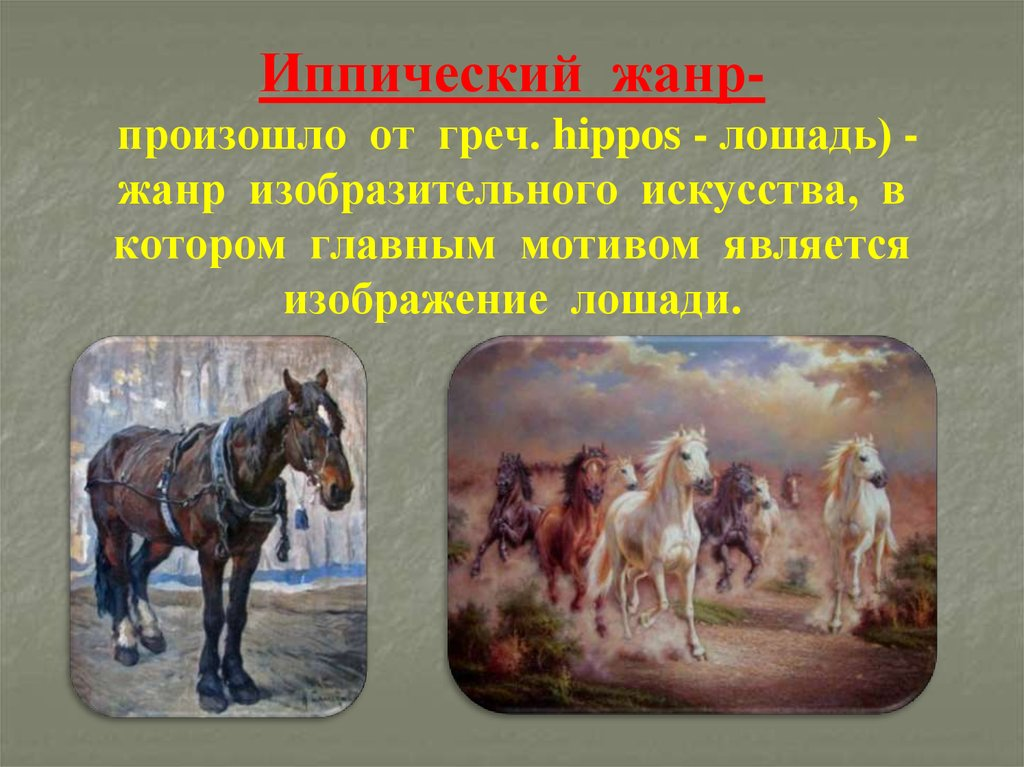 Иппический жанр-
произошло от греч. hippos - лошадь) -
жанр изобразительного искусства, в
котором главным мотивом является
изображение лошади.